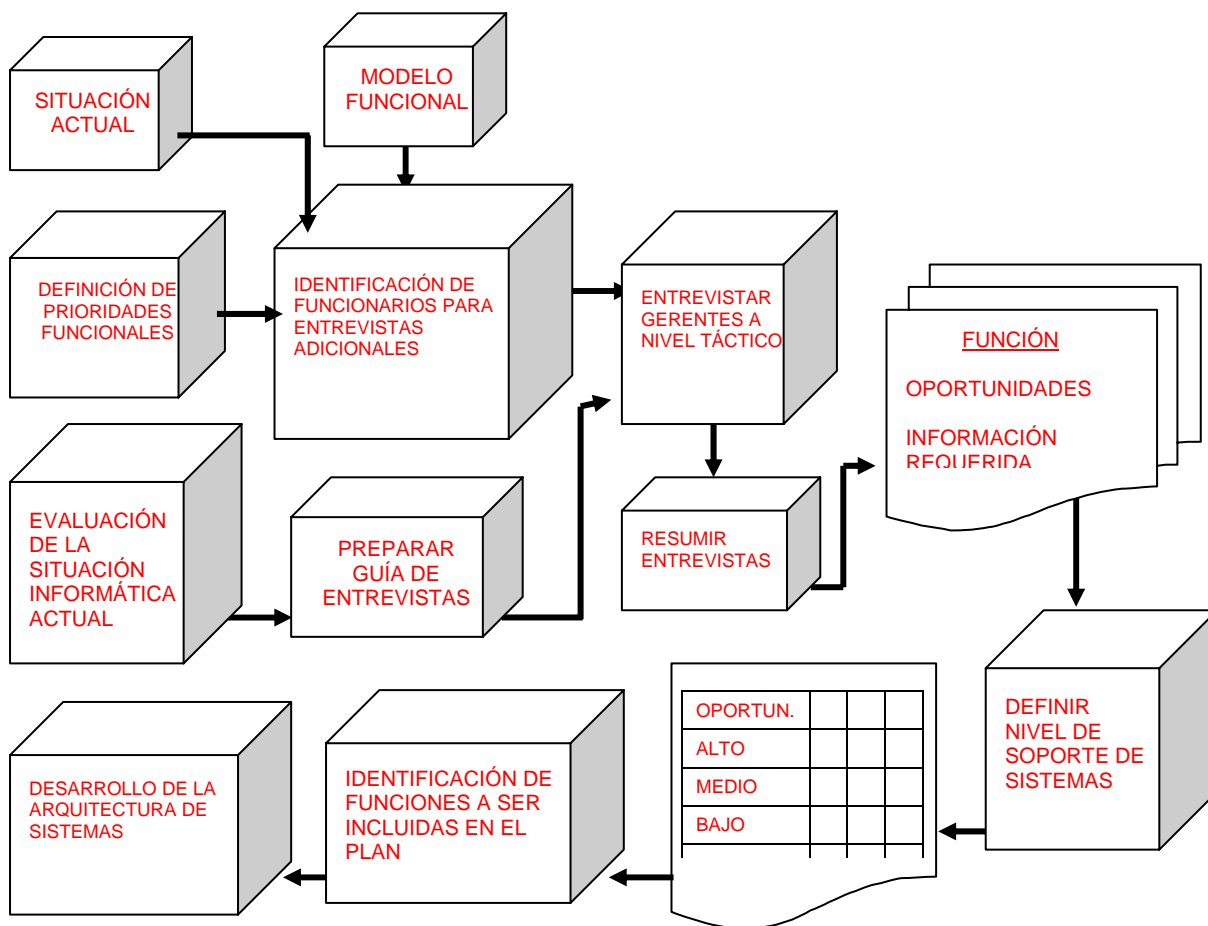 SITUACIÓN
ACTUAL
MODELO
FUNCIONAL
DEFINICIÓN DE
PRIORIDADES
FUNCIONALES
IDENTIFICACIÓN DE
FUNCIONARIOS PARA
ENTREVISTAS
ADICIONALES
ENTREVISTAR
GERENTES A
NIVEL TÁCTICO
FUNCIÓN
OPORTUNIDADES
INFORMACIÓN
REQUERIDA
EVALUACIÓN
DE LA
SITUACIÓN
INFORMÁTICA
ACTUAL
PREPARAR
GUÍA DE
ENTREVISTAS
RESUMIR
ENTREVISTAS
DEFINIR
NIVEL DE
SOPORTE DE
SISTEMAS
OPORTUN.
ALTO
MEDIO
BAJO
IDENTIFICACIÓN DE
FUNCIONES A SER
INCLUIDAS EN EL
PLAN
DESARROLLO DE LA
ARQUITECTURA DE
SISTEMAS